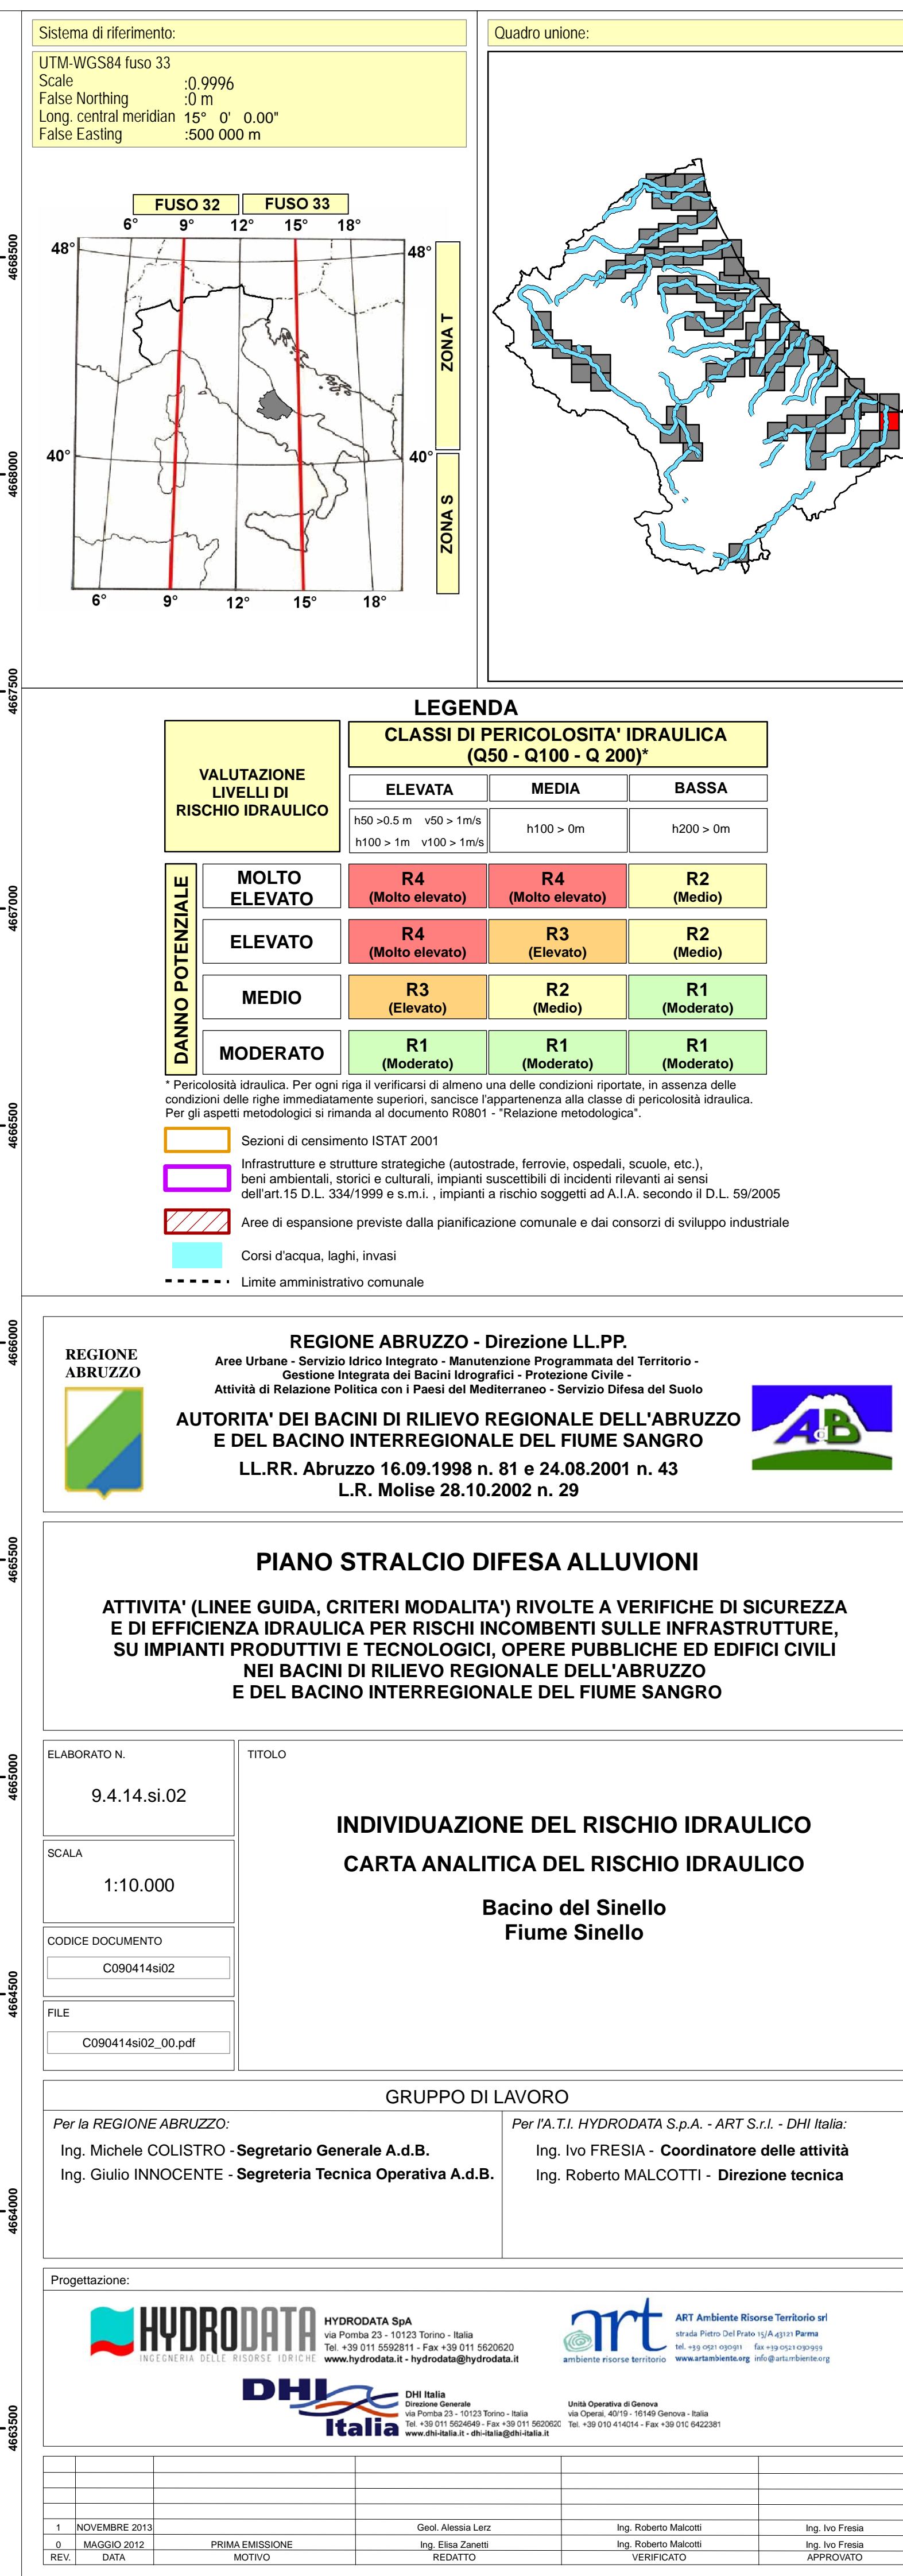 Sistema di riferimento:
UTM-WGS84 fuso 33
Scale :0.9996
False Northing :0 m
Long. central meridian 15° 0' 0.00"
False Easting :500 000 m
Quadro unione:
FUSO 32 FUSO 33
6° 9° 12° 15° 18°
48° 48°
ZONA T
40° 40°
ZONA S
6° 9° 12° 15° 18°
4668500
4668000
4667500
4667000
4666500
4666000
4665500
4665000
4664500
4664000
4663500
LEGENDA
VALUTAZIONE
LIVELLI DI
RISCHIO IDRAULICO
CLASSI DI PERICOLOSITA' IDRAULICA
(Q50 - Q100 - Q 200)*
ELEVATA MEDIA BASSA
h50 >0.5 m v50 > 1m/s
h100 > 1m v100 > 1m/s
h100 > 0m
h200 > 0m
DANNO POTENZIALE
MOLTO
ELEVATO
R4
(Molto elevato)
R4
(Molto elevato)
R2
(Medio)
ELEVATO
R4
(Molto elevato)
R3
(Elevato)
R2
(Medio)
MEDIO
R3
(Elevato)
R2
(Medio)
R1
(Moderato)
MODERATO
R1
(Moderato)
R1
(Moderato)
R1
(Moderato)
* Pericolosità idraulica. Per ogni riga il verificarsi di almeno una delle condizioni riportate, in assenza delle
condizioni delle righe immediatamente superiori, sancisce l'appartenenza alla classe di pericolosità idraulica.
Per gli aspetti metodologici si rimanda al documento R0801 - "Relazione metodologica".
Sezioni di censimento ISTAT 2001
Infrastrutture e strutture strategiche (autostrade, ferrovie, ospedali, scuole, etc.),
beni ambientali, storici e culturali, impianti suscettibili di incidenti rilevanti ai sensi
dell'art.15 D.L. 334/1999 e s.m.i. , impianti a rischio soggetti ad A.I.A. secondo il D.L. 59/2005
Aree di espansione previste dalla pianificazione comunale e dai consorzi di sviluppo industriale
Corsi d'acqua, laghi, invasi
Limite amministrativo comunale
REGIONE
ABRUZZO
REGIONE ABRUZZO - Direzione LL.PP.
Aree Urbane - Servizio Idrico Integrato - Manutenzione Programmata del Territorio -
Gestione Integrata dei Bacini Idrografici - Protezione Civile -
Attività di Relazione Politica con i Paesi del Mediterraneo - Servizio Difesa del Suolo
AUTORITA' DEI BACINI DI RILIEVO REGIONALE DELL'ABRUZZO
E DEL BACINO INTERREGIONALE DEL FIUME SANGRO
LL.RR. Abruzzo 16.09.1998 n. 81 e 24.08.2001 n. 43
L.R. Molise 28.10.2002 n. 29
AdB
PIANO STRALCIO DIFESA ALLUVIONI
ATTIVITA' (LINEE GUIDA, CRITERI MODALITA') RIVOLTE A VERIFICHE DI SICUREZZA
E DI EFFICIENZA IDRAULICA PER RISCHI INCOMBENTI SULLE INFRASTRUTTURE,
SU IMPIANTI PRODUTTIVI E TECNOLOGICI, OPERE PUBBLICHE ED EDIFICI CIVILI
NEI BACINI DI RILIEVO REGIONALE DELL'ABRUZZO
E DEL BACINO INTERREGIONALE DEL FIUME SANGRO
ELABORATO N.
9.4.14.si.02
SCALA
1:10.000
CODICE DOCUMENTO
C090414si02
FILE
C090414si02_00.pdf
TITOLO
INDIVIDUAZIONE DEL RISCHIO IDRAULICO
CARTA ANALITICA DEL RISCHIO IDRAULICO
Bacino del Sinello
Fiume Sinello
GRUPPO DI LAVORO
Per la REGIONE ABRUZZO:
Ing. Michele COLISTRO - Segretario Generale A.d.B.
Ing. Giulio INNOCENTE - Segreteria Tecnica Operativa A.d.B.
Per l'A.T.I. HYDRODATA S.p.A. - ART S.r.l. - DHI Italia:
Ing. Ivo FRESIA - Coordinatore delle attività
Ing. Roberto MALCOTTI - Direzione tecnica
Progettazione:
HYDRODATA
INGEGNERIA DELLE RISORSE IDRICHE
HYDRODATA SpA
via Pomba 23 - 10123 Torino - Italia
Tel. +39 011 5592811 - Fax +39 011 5620620
www.hydrodata.it - hydrodata@hydrodata.it
art
ambiente risorse territorio
ART Ambiente Risorse Territorio srl
strada Pietro Del Prato 15/A 43121 Parma
tel. +39 0521 030911 fax +39 0521 030999
www.artambiente.org info@artambiente.org
DHI
Italia
DHI Italia
Direzione Generale
via Pomba 23 - 10123 Torino - Italia
Tel. +39 011 5624649 - Fax +39 011 5620620
www.dhi-italia.it - dhi-italia@dhi-italia.it
Unità Operativa di Genova
via Operai, 40/19 - 16149 Genova - Italia
Tel. +39 010 414014 - Fax +39 010 6422381
1 NOVEMBRE 2013 Geol. Alessia Lerz Ing. Roberto Malcotti Ing. Ivo Fresia
0 MAGGIO 2012 PRIMA EMISSIONE Ing. Elisa Zanetti Ing. Roberto Malcotti Ing. Ivo Fresia
REV. DATA MOTIVO REDATTO VERIFICATO APPROVATO